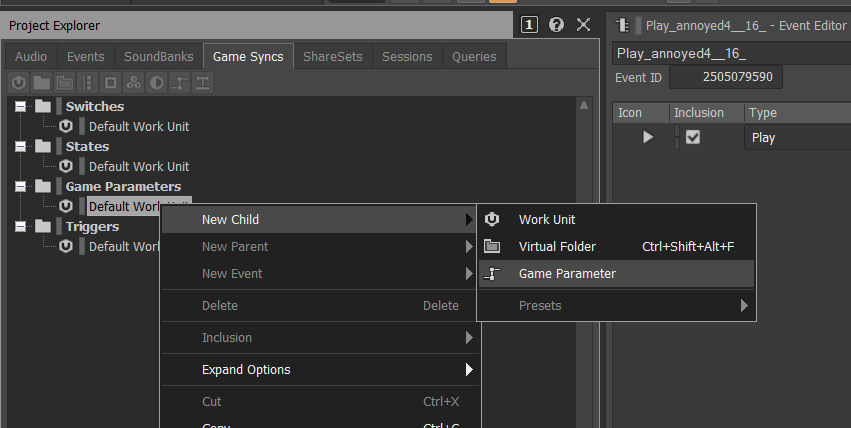 Project Explorer
1
?
Audio Events SoundBanks Game Syncs ShareSets Sessions Queries
Switches
Default Work Unit
States
Default Work Unit
Game Parameters
Default Work
Triggers
Default Wo
New Child
New Parent
New Event
Delete Delete
Inclusion
Expand Options
Cut Ctrl+X
Copy Ctrl+C
Work Unit
Virtual Folder Ctrl+Shift+Alt+F
Game Parameter
Presets
Play_annoyed4__16_ - Event Editor
Play_annoyed4__16_
Event ID 2505079590
Icon Inclusion Type
Play